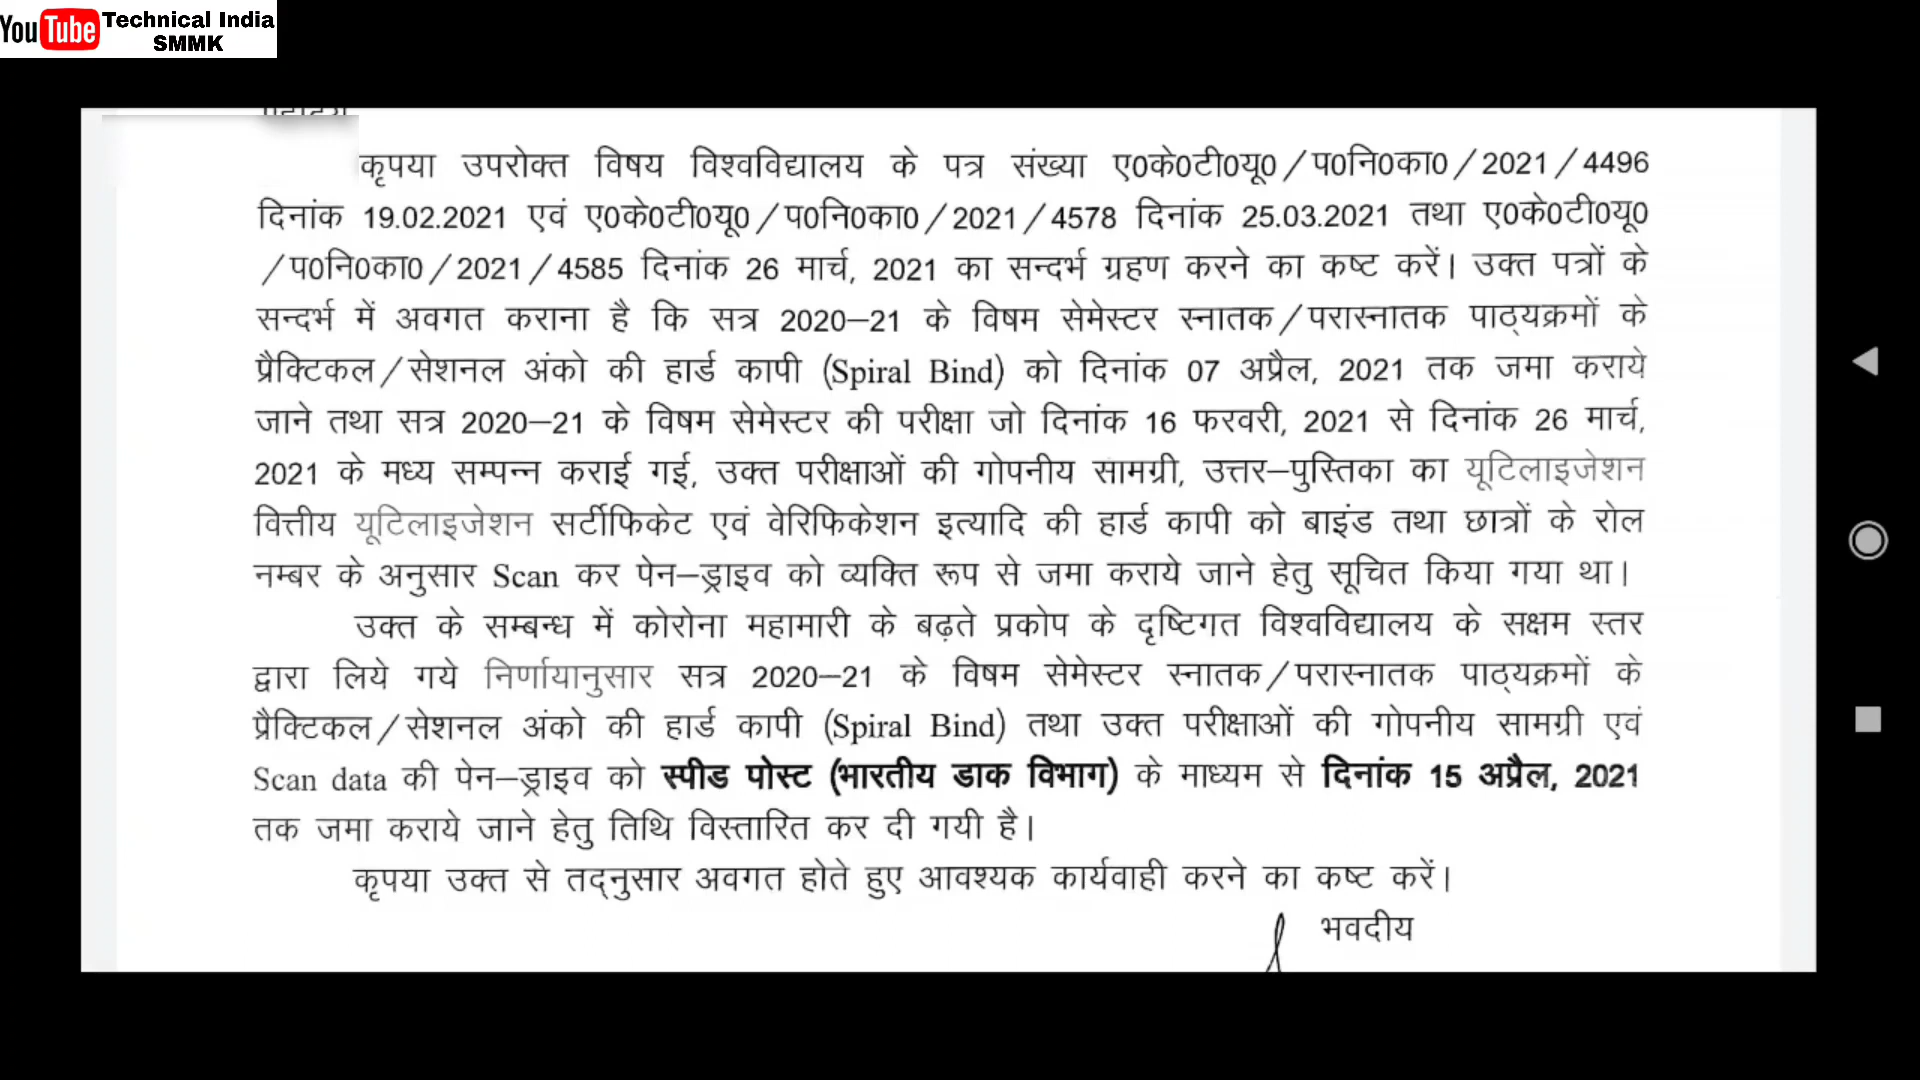 YouTube Technical India
SMMK
कृपया उपरोक्त विषय विश्वविद्यालय के पत्र संख्या ए0के0टी0यू0/प0नि0का0/2021/4496
दिनांक 19.02.2021 एवं ए0के0टी0यू0/प0नि0का0/2021/4578 दिनांक 25.03.2021 तथा ए0के0टी0यू0
/प0नि0का0/2021/4585 दिनांक 26 मार्च, 2021 का सन्दर्भ ग्रहण करने का कष्ट करें। उक्त पत्रों के
सन्दर्भ में अवगत कराना है कि सत्र 2020–21 के विषम सेमेस्टर स्नातक/परास्नातक पाठ्यक्रमों के
प्रैक्टिकल/सेशनल अंको की हार्ड कापी (Spiral Bind) को दिनांक 07 अप्रैल, 2021 तक जमा कराये
जाने तथा सत्र 2020–21 के विषम सेमेस्टर की परीक्षा जो दिनांक 16 फरवरी, 2021 से दिनांक 26 मार्च,
2021 के मध्य सम्पन्न कराई गई, उक्त परीक्षाओं की गोपनीय सामग्री, उत्तर–पुस्तिका का यूटिलाइजेशन
वित्तीय यूटिलाइजेशन सर्टीफिकेट एवं वेरिफिकेशन इत्यादि की हार्ड कापी को बाइंड तथा छात्रों के रोल
नम्बर के अनुसार Scan कर पेन–ड्राइव को व्यक्ति रूप से जमा कराये जाने हेतु सूचित किया गया था।
उक्त के सम्बन्ध में कोरोना महामारी के बढ़ते प्रकोप के दृष्टिगत विश्वविद्यालय के सक्षम स्तर
द्वारा लिये गये निर्णायानुसार सत्र 2020–21 के विषम सेमेस्टर स्नातक/परास्नातक पाठ्यक्रमों के
प्रैक्टिकल/सेशनल अंको की हार्ड कापी (Spiral Bind) तथा उक्त परीक्षाओं की गोपनीय सामग्री एवं
Scan data की पेन–ड्राइव को स्पीड पोस्ट (भारतीय डाक विभाग) के माध्यम से दिनांक 15 अप्रैल, 2021
तक जमा कराये जाने हेतु तिथि विस्तारित कर दी गयी है।
कृपया उक्त से तद्नुसार अवगत होते हुए आवश्यक कार्यवाही करने का कष्ट करें।
भवदीय